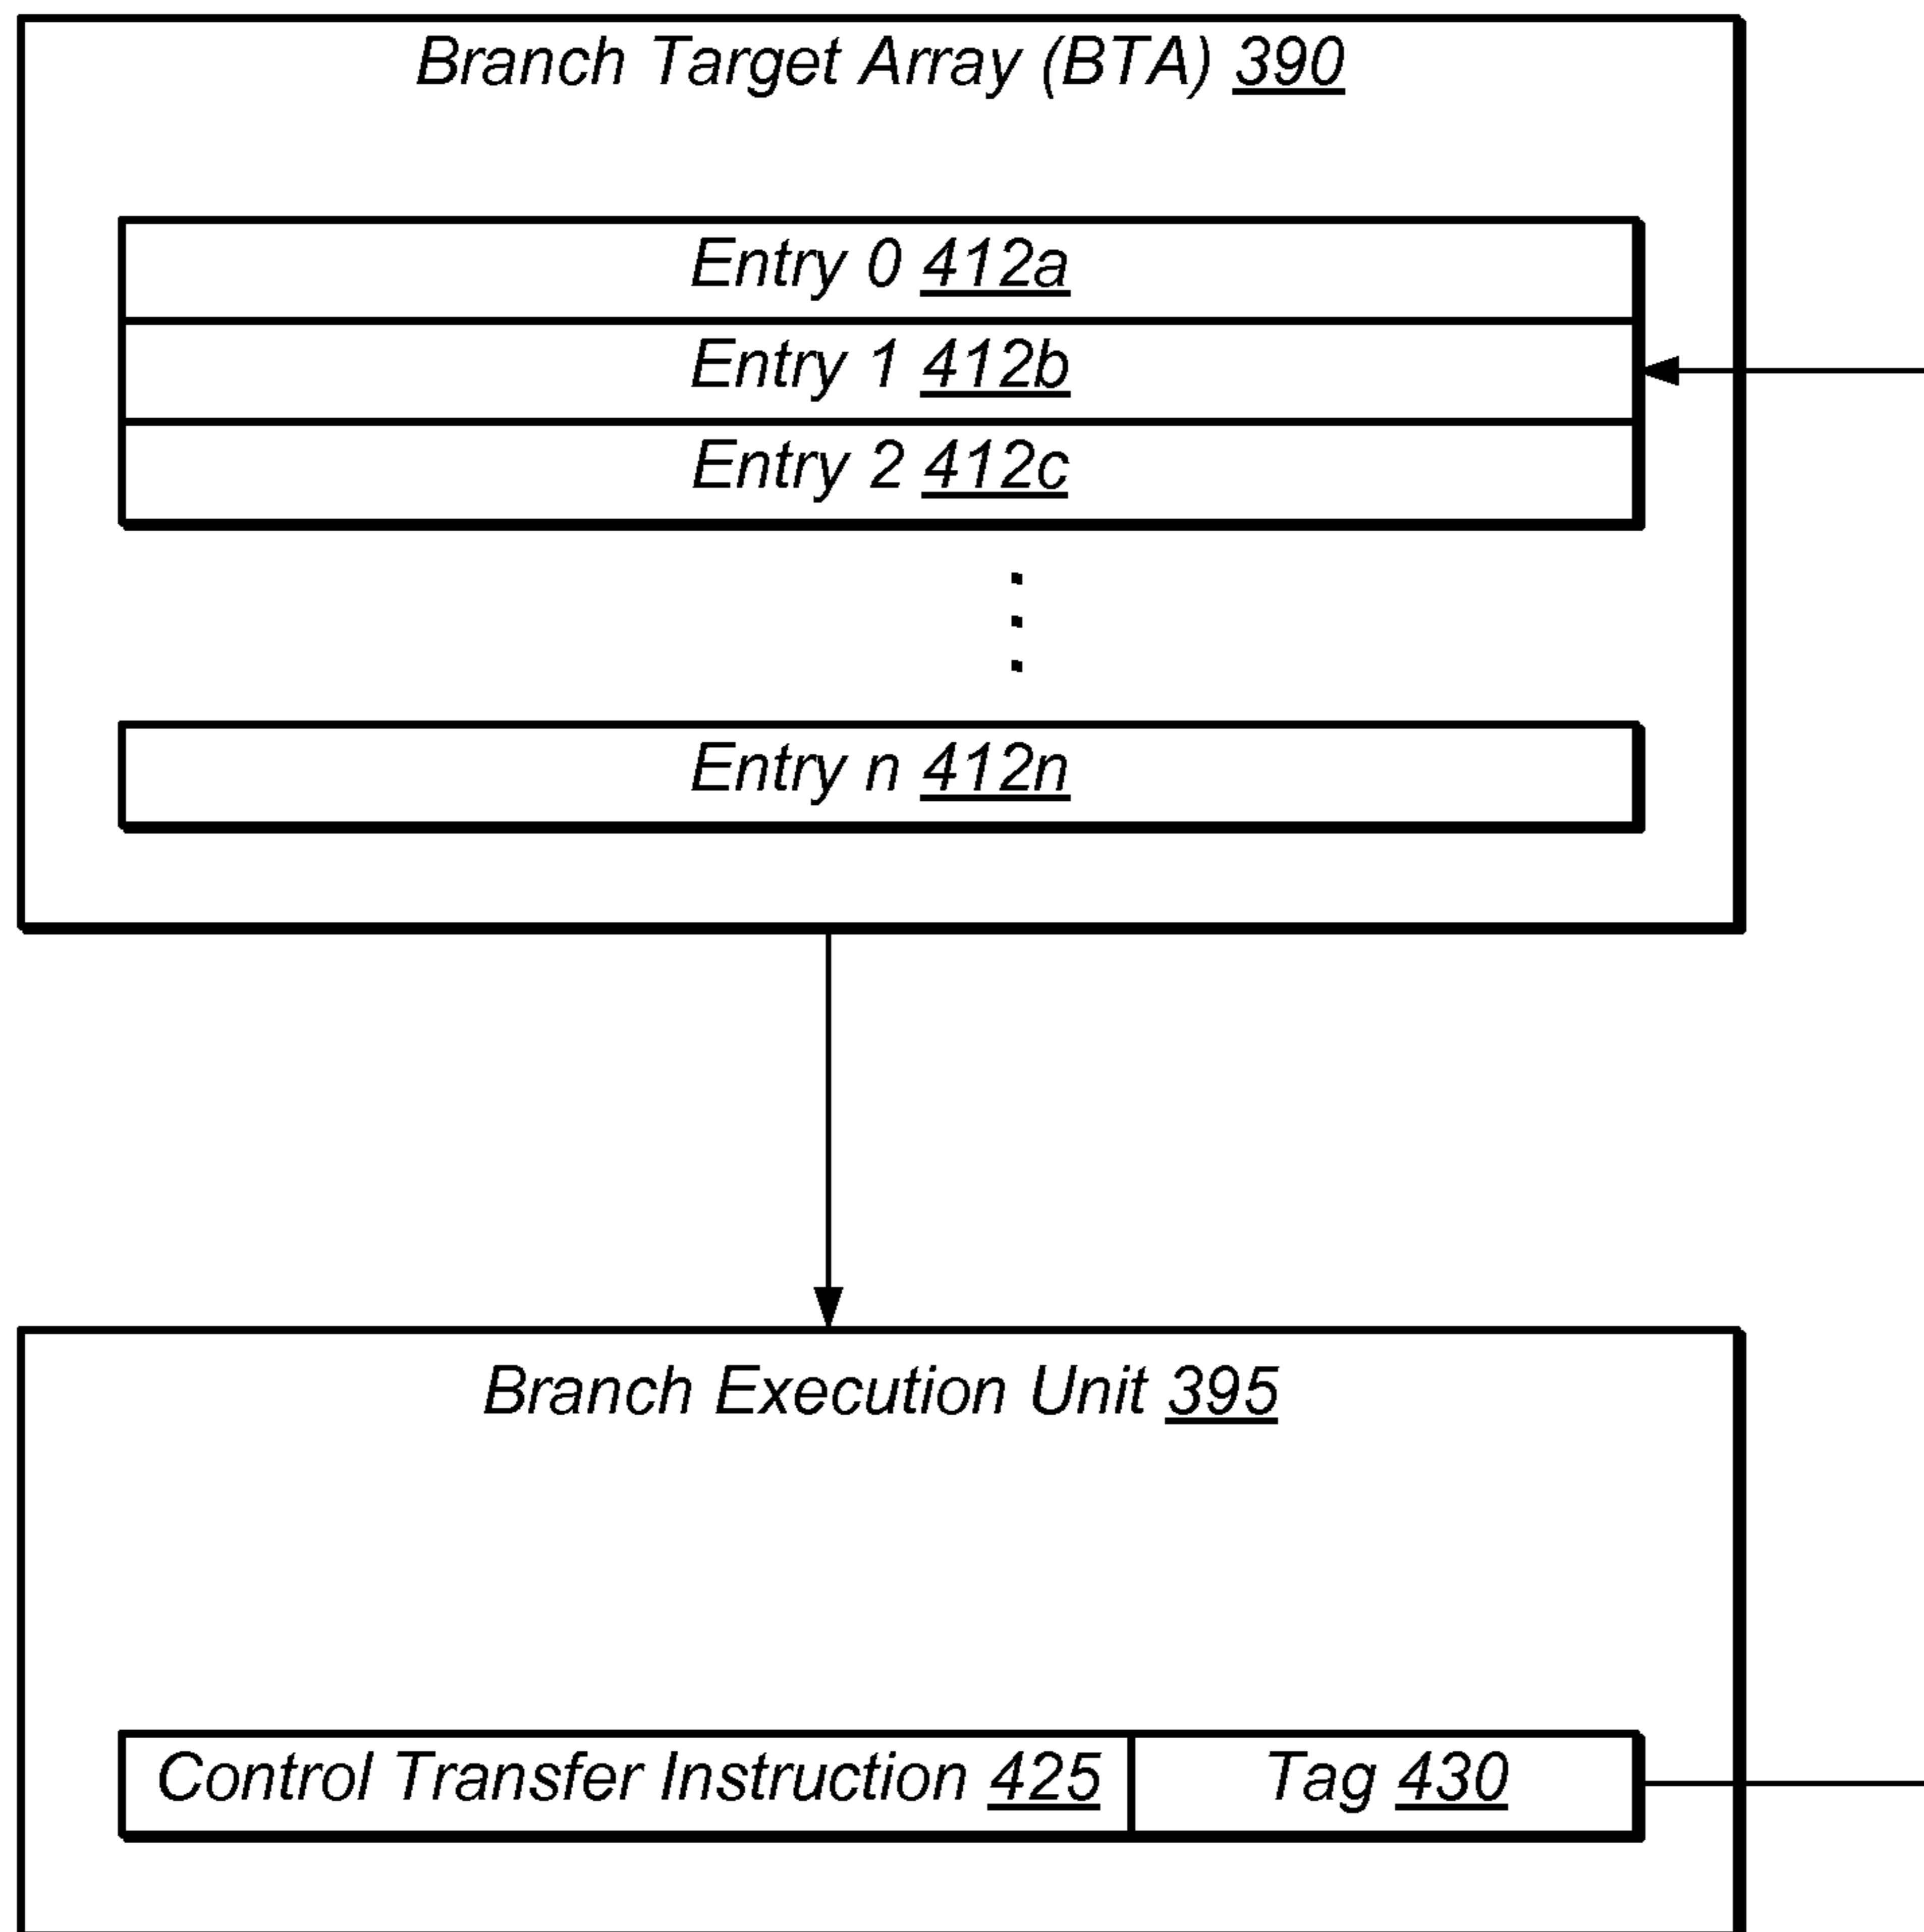 Branch Target Array (BTA) 390
Entry 0 412a
Entry 1 412b
Entry 2 412c
Entry n 412n
Branch Execution Unit 395
Control Transfer Instruction 425 Tag 430